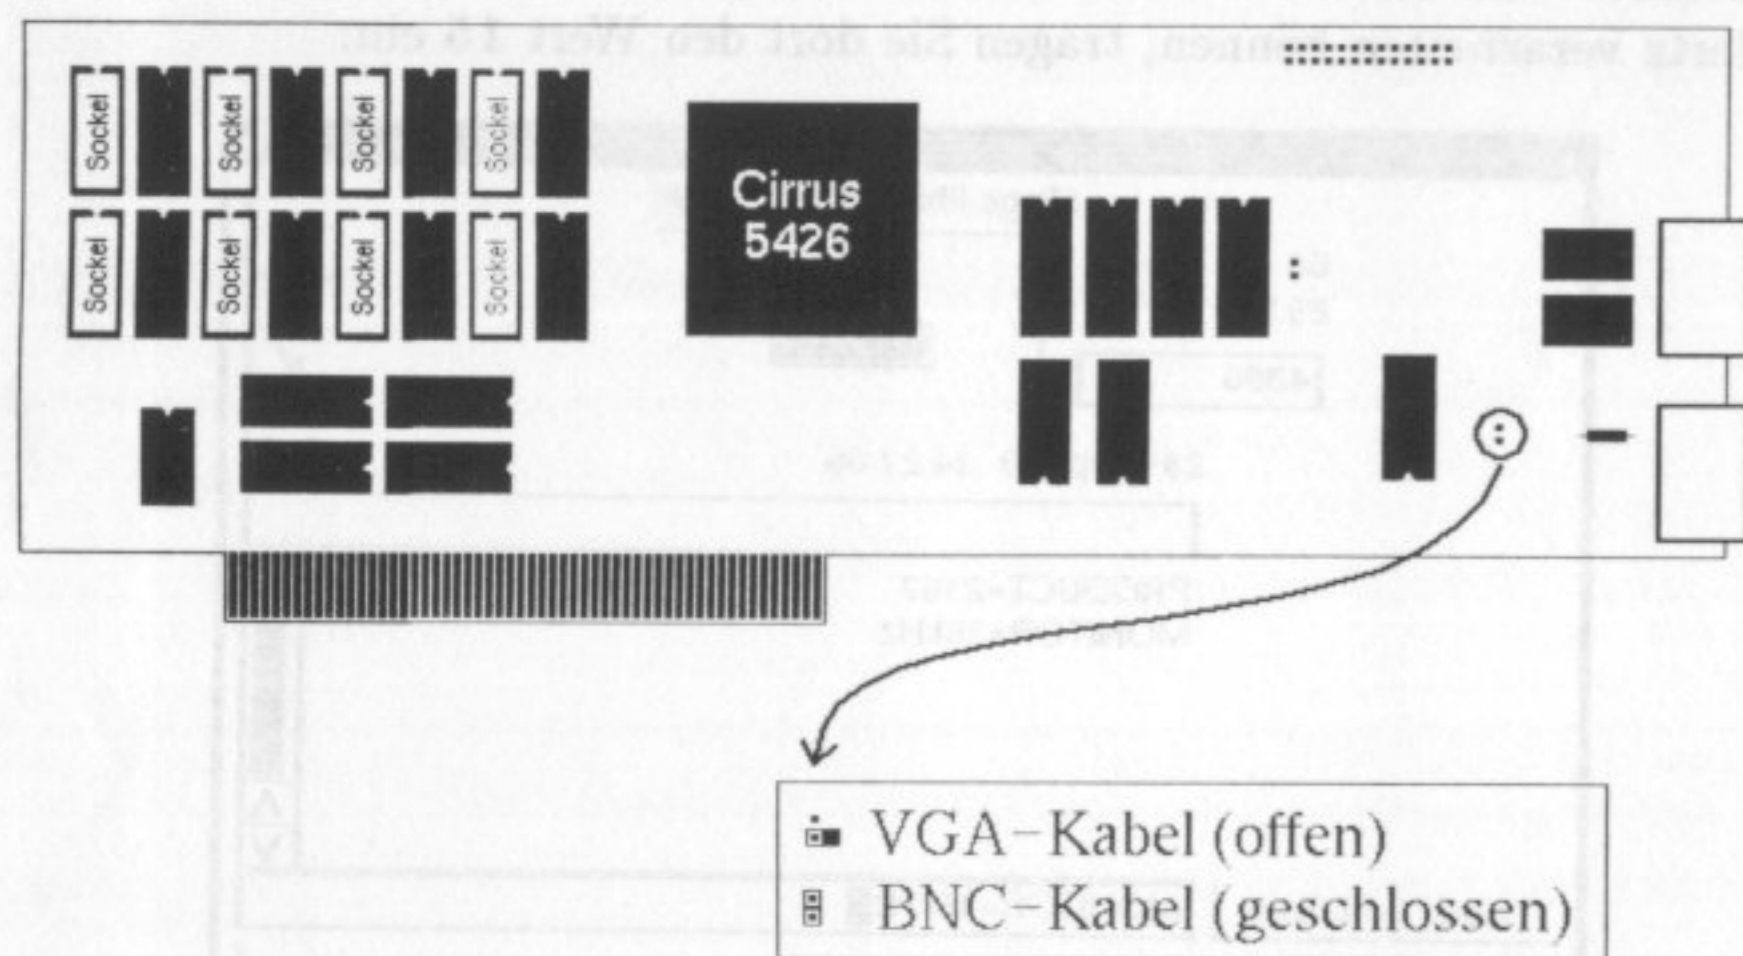 Sockel Sockel Sockel Sockel
Sockel Sockel Sockel Sockel
Cirrus
5426
VGA-Kabel (offen)
BNC-Kabel (geschlossen)